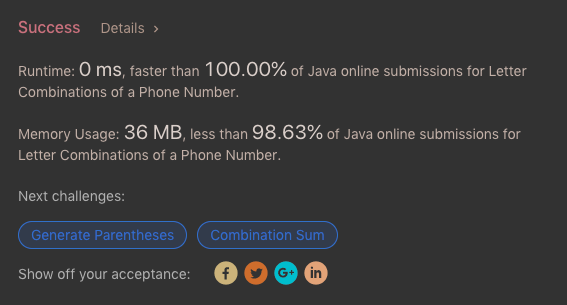 Success Details >
Runtime: 0 ms, faster than 100.00% of Java online submissions for Letter
Combinations of a Phone Number.
Memory Usage: 36 MB, less than 98.63% of Java online submissions for
Letter Combinations of a Phone Number.
Next challenges:
Generate Parentheses Combination Sum
Show off your acceptance: f G+ in